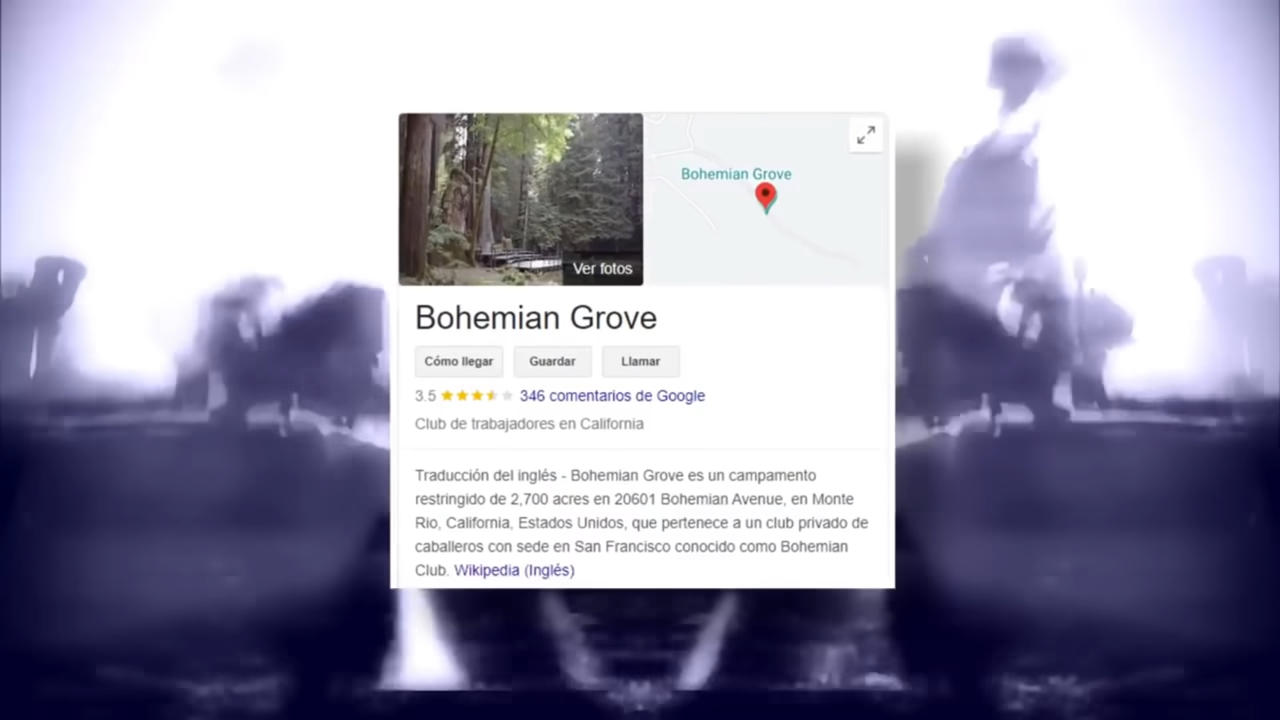 Bohemian Grove
Ver fotos
Bohemian Grove
Cómo llegar Guardar Llamar
3.5 346 comentarios de Google
Club de trabajadores en California
Traducción del inglés - Bohemian Grove es un campamento
restringido de 2,700 acres en 20601 Bohemian Avenue, en Monte
Rio, California, Estados Unidos, que pertenece a un club privado de
caballeros con sede en San Francisco conocido como Bohemian
Club. Wikipedia (Inglés)